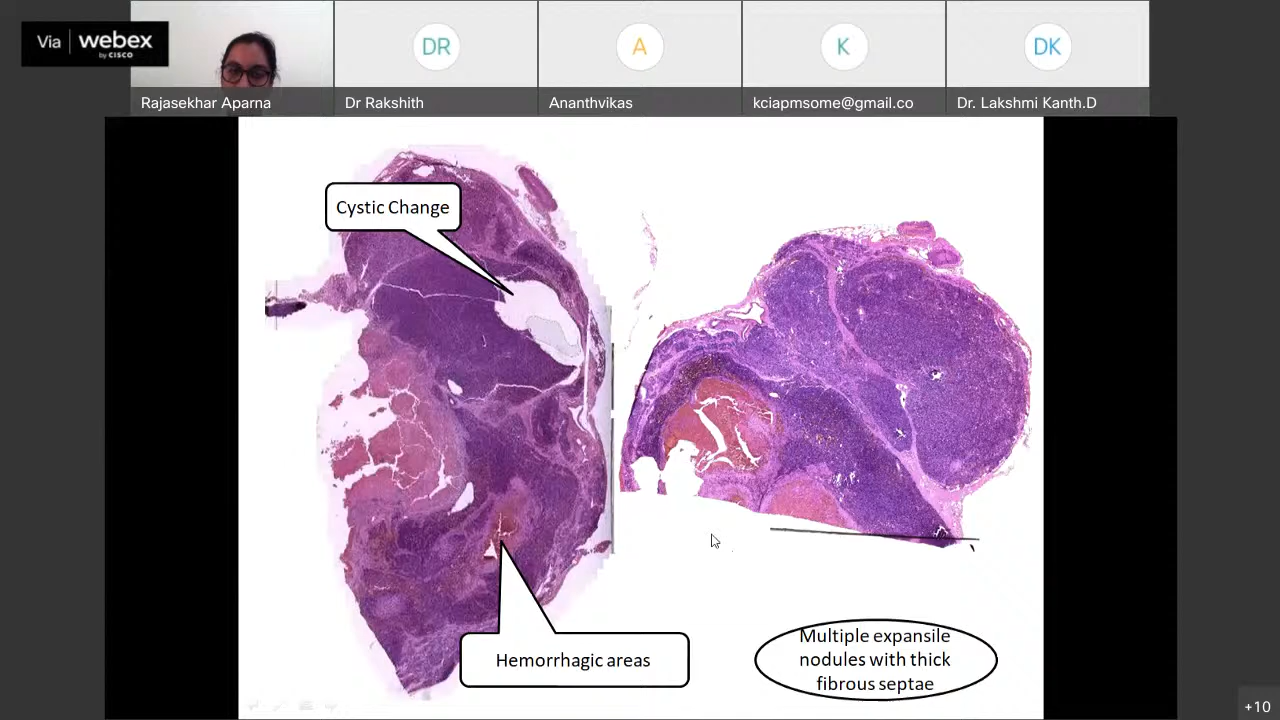 Via webex
by CISCO
DR
A
K
DK
Rajasekhar Aparna
Dr Rakshith
Ananthvikas
kciapmsome@gmail.co
Dr. Lakshmi Kanth.D
Cystic Change
Hemorrhagic areas
Multiple expansile
nodules with thick
fibrous septae
+10